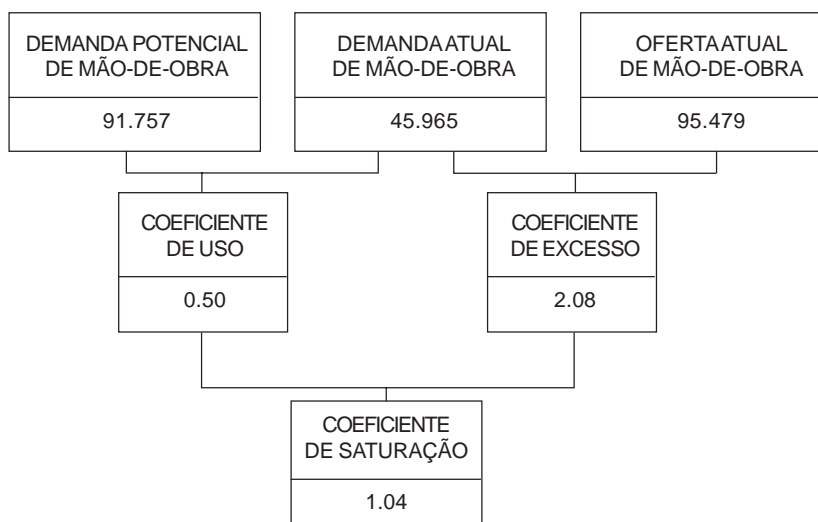 DEMANDA POTENCIAL
DE MÃO-DE-OBRA
91.757
DEMANDA ATUAL
DE MÃO-DE-OBRA
45.965
OFERTA ATUAL
DE MÃO-DE-OBRA
95.479
COEFICIENTE
DE USO
0.50
COEFICIENTE
DE EXCESSO
2.08
COEFICIENTE
DE SATURAÇÃO
1.04